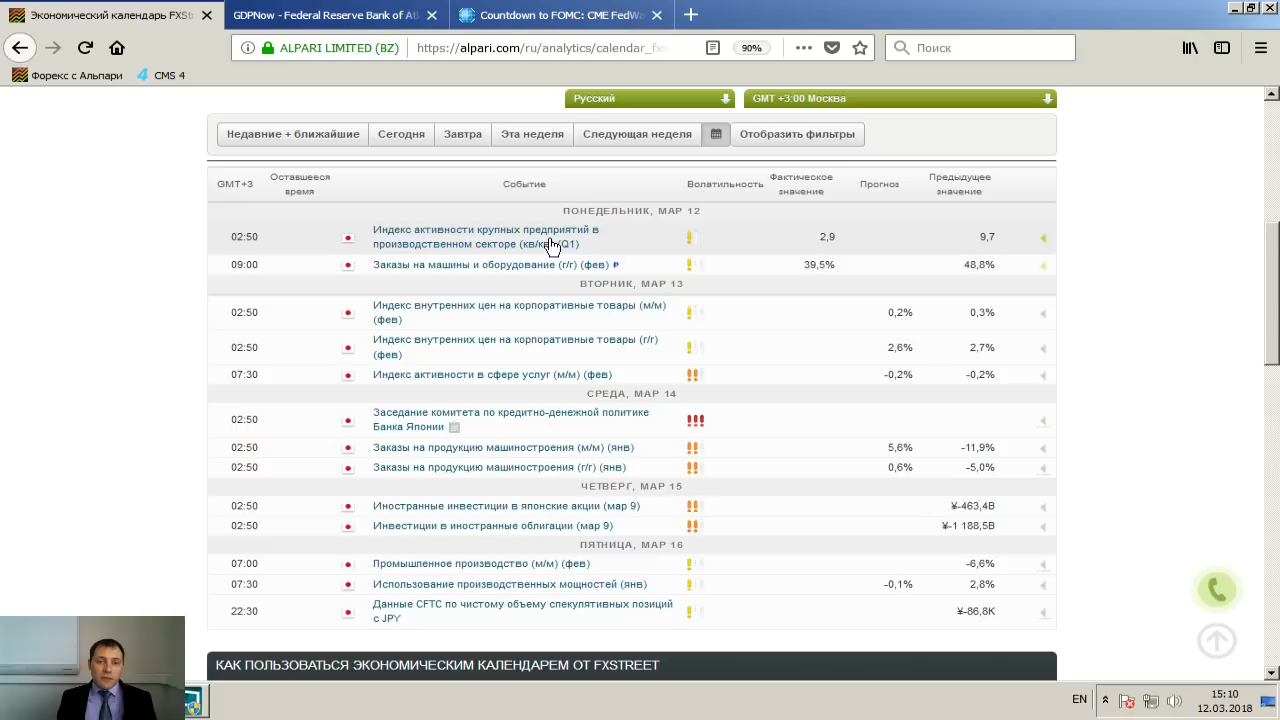 Экономический календарь FXSt
GDPNow - Federal Reserve Bank of Atl
Countdown to FOMC: CME FedWa
ALPARI LIMITED (BZ)
https://alpari.com/ru/analytics/calendar_fxs
90%
Поиск
Форекс с Альпари
CMS 4
Русский
GMT +3:00 Москва
Недавние + ближайшие
Сегодня
Завтра
Эта неделя
Следующая неделя
Отобразить фильтры
GMT+3
Оставшееся
время
Событие
Волатильность
Фактическое
значение
Прогноз
Предыдущее
значение
ПОНЕДЕЛЬНИК, МАР 12
02:50
Индекс активности крупных предприятий в
производственном секторе (кв/кв) (Q1)
2,9
9,7
09:00 Заказы на машины и оборудование (г/г) (фев) P 39,5% 48,8%
ВТОРНИК, МАР 13
02:50
Индекс внутренних цен на корпоративные товары (м/м)
(фев)
0,2% 0,3%
02:50
Индекс внутренних цен на корпоративные товары (г/г)
(фев)
2,6% 2,7%
07:30 Индекс активности в сфере услуг (м/м) (фев) -0,2% -0,2%
СРЕДА, МАР 14
02:50
Заседание комитета по кредитно-денежной политике
Банка Японии
02:50 Заказы на продукцию машиностроения (м/м) (янв) 5,6% -11,9%
02:50 Заказы на продукцию машиностроения (г/г) (янв) 0,6% -5,0%
ЧЕТВЕРГ, МАР 15
02:50 Иностранные инвестиции в японские акции (мар 9) ¥-463,4B
02:50 Инвестиции в иностранные облигации (мар 9) ¥-1 188,5B
ПЯТНИЦА, МАР 16
07:00 Промышленное производство (м/м) (фев) -6,6%
07:30 Использование производственных мощностей (янв) -0,1% 2,8%
22:30
Данные CFTC по чистому объему спекулятивных позиций
с JPY
¥-86,8K
КАК ПОЛЬЗОВАТЬСЯ ЭКОНОМИЧЕСКИМ КАЛЕНДАРЕМ ОТ FXSTREET
EN
15:10
12.03.2018